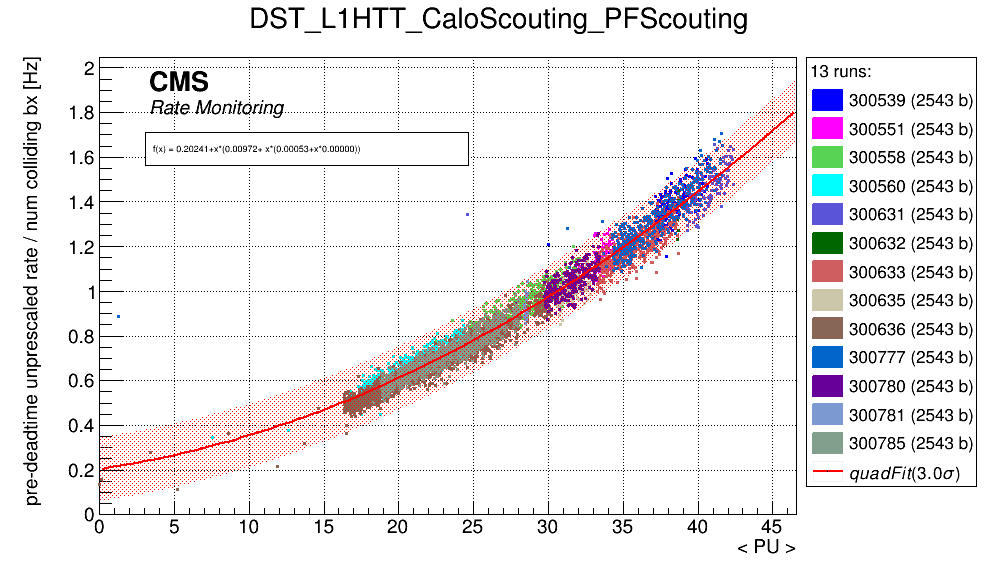 DST_L1HTT_CaloScouting_PFScouting
pre-deadtime unprescaled rate / num colliding bx [Hz]
2
1.8
1.6
1.4
1.2
1
0.8
0.6
0.4
0.2
0
CMS
Rate Monitoring
f(x) = 0.20241+x*(0.00972+ x*(0.00053+x*0.00000))
0 5 10 15 20 25 30 35 40 45
< PU >
13 runs:
300539 (2543 b)
300551 (2543 b)
300558 (2543 b)
300560 (2543 b)
300631 (2543 b)
300632 (2543 b)
300633 (2543 b)
300635 (2543 b)
300636 (2543 b)
300777 (2543 b)
300780 (2543 b)
300781 (2543 b)
300785 (2543 b)
quadFit(3.0σ)